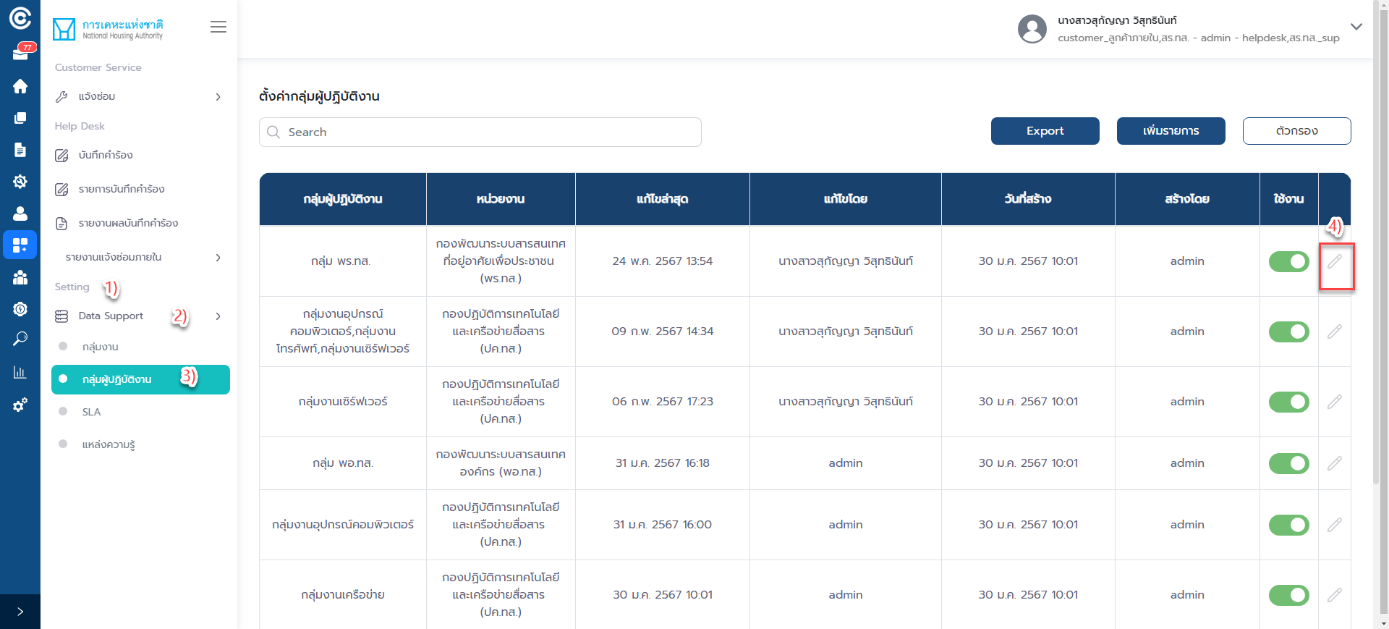 การเคหะแห่งชาติ
National Housing Authority
77
นางสาวสุกัญญา วิสุทธินันท์
customer_ลูกค้าภายใน,สร.ทส. - admin - helpdesk,สร.ทส._sup
Customer Service
แจ้งซ่อม
Help Desk
บันทึกคำร้อง
รายการบันทึกคำร้อง
รายงานผลบันทึกคำร้อง
รายงานแจ้งซ่อมภายใน
Setting 1)
Data Support 2)
กลุ่มงาน
กลุ่มผู้ปฏิบัติงาน 3)
SLA
แหล่งความรู้
ตั้งค่ากลุ่มผู้ปฏิบัติงาน
Search
Export
เพิ่มรายการ
ตัวกรอง
กลุ่มผู้ปฏิบัติงาน หน่วยงาน แก้ไขล่าสุด แก้ไขโดย วันที่สร้าง สร้างโดย ใช้งาน
4)
กองพัฒนาระบบสารสนเทศ
กลุ่ม พร.ทส. ที่อยู่อาศัยเพื่อประชาชน 24 พ.ค. 2567 13:54 นางสาวสุกัญญา วิสุทธินันท์ 30 ม.ค. 2567 10:01 admin
(พร.ทส.)
กลุ่มงานอุปกรณ์ กองปฏิบัติการเทคโนโลยี
คอมพิวเตอร์,กลุ่มงาน และเครือข่ายสื่อสาร 09 ก.พ. 2567 14:34 นางสาวสุกัญญา วิสุทธินันท์ 30 ม.ค. 2567 10:01 admin
โทรศัพท์,กลุ่มงานเซิร์ฟเวอร์ (ปค.ทส.)
กองปฏิบัติการเทคโนโลยี
กลุ่มงานเซิร์ฟเวอร์ และเครือข่ายสื่อสาร 06 ก.พ. 2567 17:23 นางสาวสุกัญญา วิสุทธินันท์ 30 ม.ค. 2567 10:01 admin
(ปค.ทส.)
กลุ่ม พอ.ทส. กองพัฒนาระบบสารสนเทศ 31 ม.ค. 2567 16:18 admin 30 ม.ค. 2567 10:01 admin
องค์กร (พอ.ทส.)
กองปฏิบัติการเทคโนโลยี
กลุ่มงานอุปกรณ์คอมพิวเตอร์ และเครือข่ายสื่อสาร 31 ม.ค. 2567 16:00 admin 30 ม.ค. 2567 10:01 admin
(ปค.ทส.)
กองปฏิบัติการเทคโนโลยี
กลุ่มงานเครือข่าย และเครือข่ายสื่อสาร 30 ม.ค. 2567 10:01 admin 30 ม.ค. 2567 10:01 admin
(ปค.ทส.)